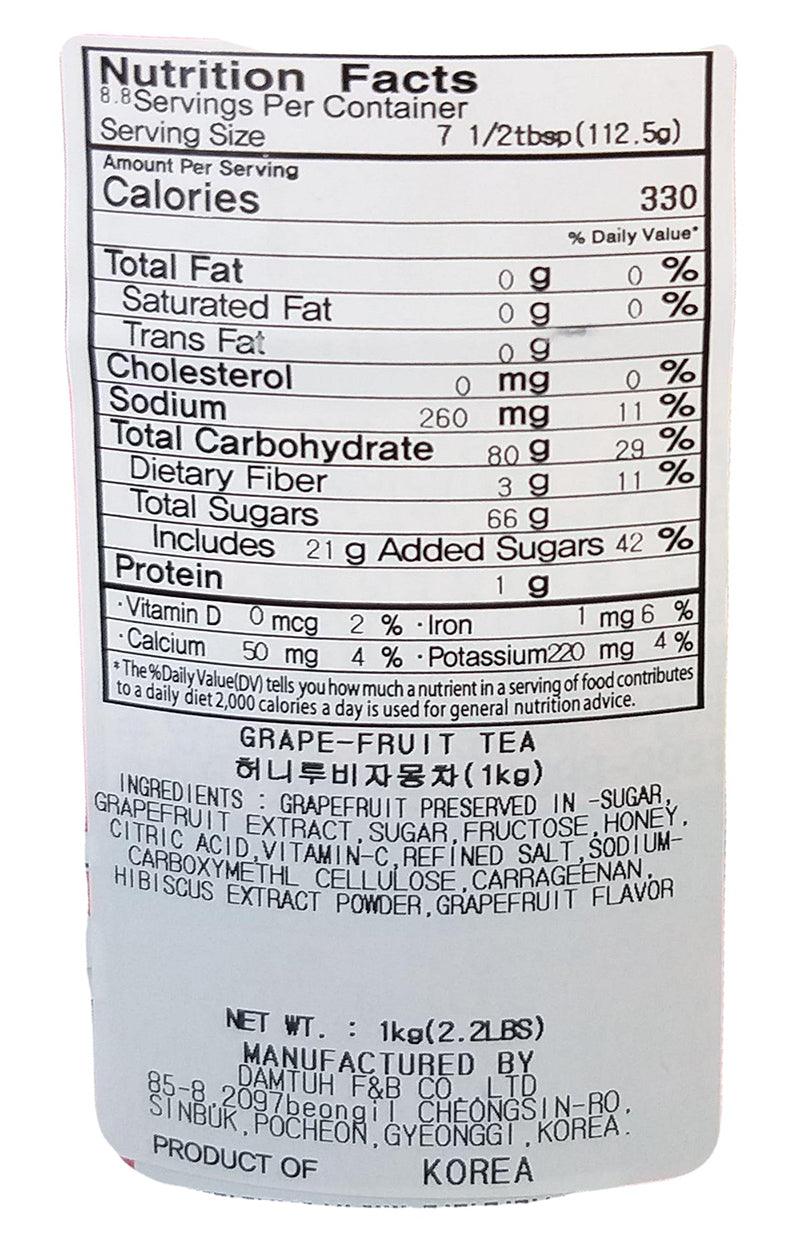 Nutrition Facts
8.8 Servings Per Container
Serving Size 7 1/2tbsp(112.5g)
Amount Per Serving
Calories 330
% Daily Value*
Total Fat 0 g 0 %
Saturated Fat 0 g 0 %
Trans Fat 0 g
Cholesterol 0 mg 0 %
Sodium 260 mg 11 %
Total Carbohydrate 80 g 29 %
Dietary Fiber 3 g 11 %
Total Sugars 66 g
Includes 21 g Added Sugars 42 %
Protein 1 g
·Vitamin D 0 mcg 2 % ·Iron 1 mg 6 %
·Calcium 50 mg 4 % ·Potassium 220 mg 4 %
*The % Daily Value(DV) tells you how much a nutrient in a serving of food contributes
to a daily diet 2,000 calories a day is used for general nutrition advice.
GRAPE-FRUIT TEA
허니루비자몽차(1kg)
INGREDIENTS : GRAPEFRUIT PRESERVED IN -SUGAR,
GRAPEFRUIT EXTRACT,SUGAR,FRUCTOSE,HONEY,
CITRIC ACID,VITAMIN-C,REFINED SALT,SODIUM-
CARBOXYMETHL CELLULOSE,CARRAGEENAN,
HIBISCUS EXTRACT POWDER,GRAPEFRUIT FLAVOR
NET WT. : 1kg(2.2LBS)
MANUFACTURED BY
DAMTUH F&B CO.,LTD
85-8,2097beongil CHEONGSIN-RO,
SINBUK,POCHEON,GYEONGGI,KOREA.
PRODUCT OF KOREA